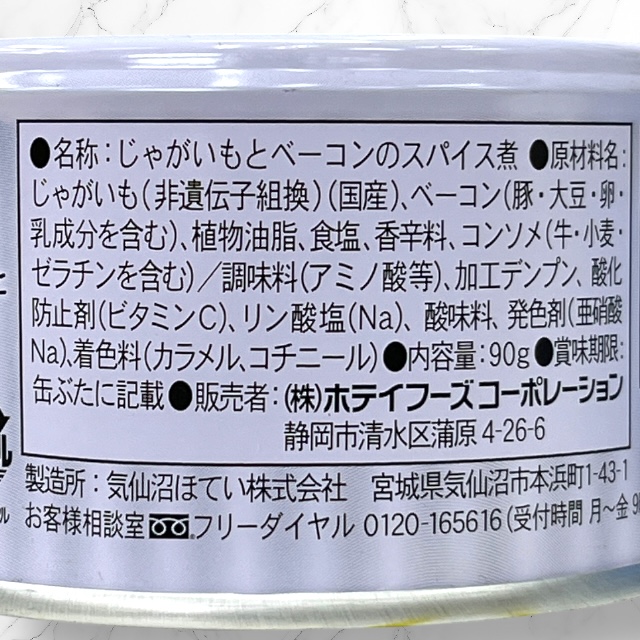 ●名称：じゃがいもとベーコンのスパイス煮 ●原材料名：
じゃがいも（非遺伝子組換）（国産）、ベーコン（豚・大豆・卵・
乳成分を含む）、植物油脂、食塩、香辛料、コンソメ（牛・小麦・
ゼラチンを含む）／調味料（アミノ酸等）、加工デンプン、酸化
防止剤（ビタミンC）、リン酸塩（Na）、酸味料、発色剤（亜硝酸
Na）、着色料（カラメル、コチニール）●内容量：90g ●賞味期限：
缶ぶたに記載 ●販売者：（株）ホテイフーズコーポレーション
静岡市清水区蒲原4-26-6
製造所：気仙沼ほてい株式会社 宮城県気仙沼市本浜町1-43-1
お客様相談室 フリーダイヤル 0120-165616（受付時間 月〜金 9